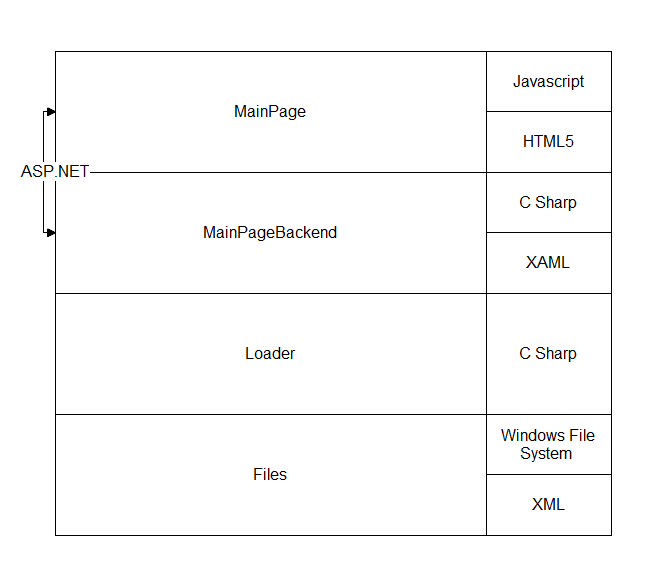 MainPage
Javascript
HTML5
ASP.NET
MainPageBackend
C Sharp
XAML
Loader
C Sharp
Files
Windows File
System
XML